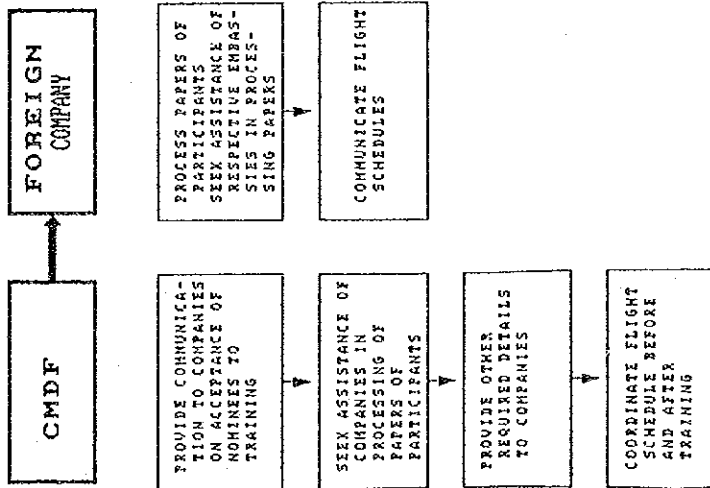 CMDF
FOREIGN
COMPANY
PROVIDE COMMUNICA-
TION TO COMPANIES
ON ACCEPTANCE OF
NOMINEES TO
TRAINING
SEEK ASSISTANCE OF
COMPANIES IN
PROCESSING OF
PAPERS OF
PARTICIPANTS
PROVIDE OTHER
REQUIRED DETAILS
TO COMPANIES
COORDINATE FLIGHT
SCHEDULE BEFORE
AND AFTER
TRAINING
PROCESS PAPERS OF
PARTICIPANTS
SEEK ASSISTANCE OF
RESPECTIVE EMBAS-
SIES IN PROCES-
SING PAPERS
COMMUNICATE FLIGHT
SCHEDULES